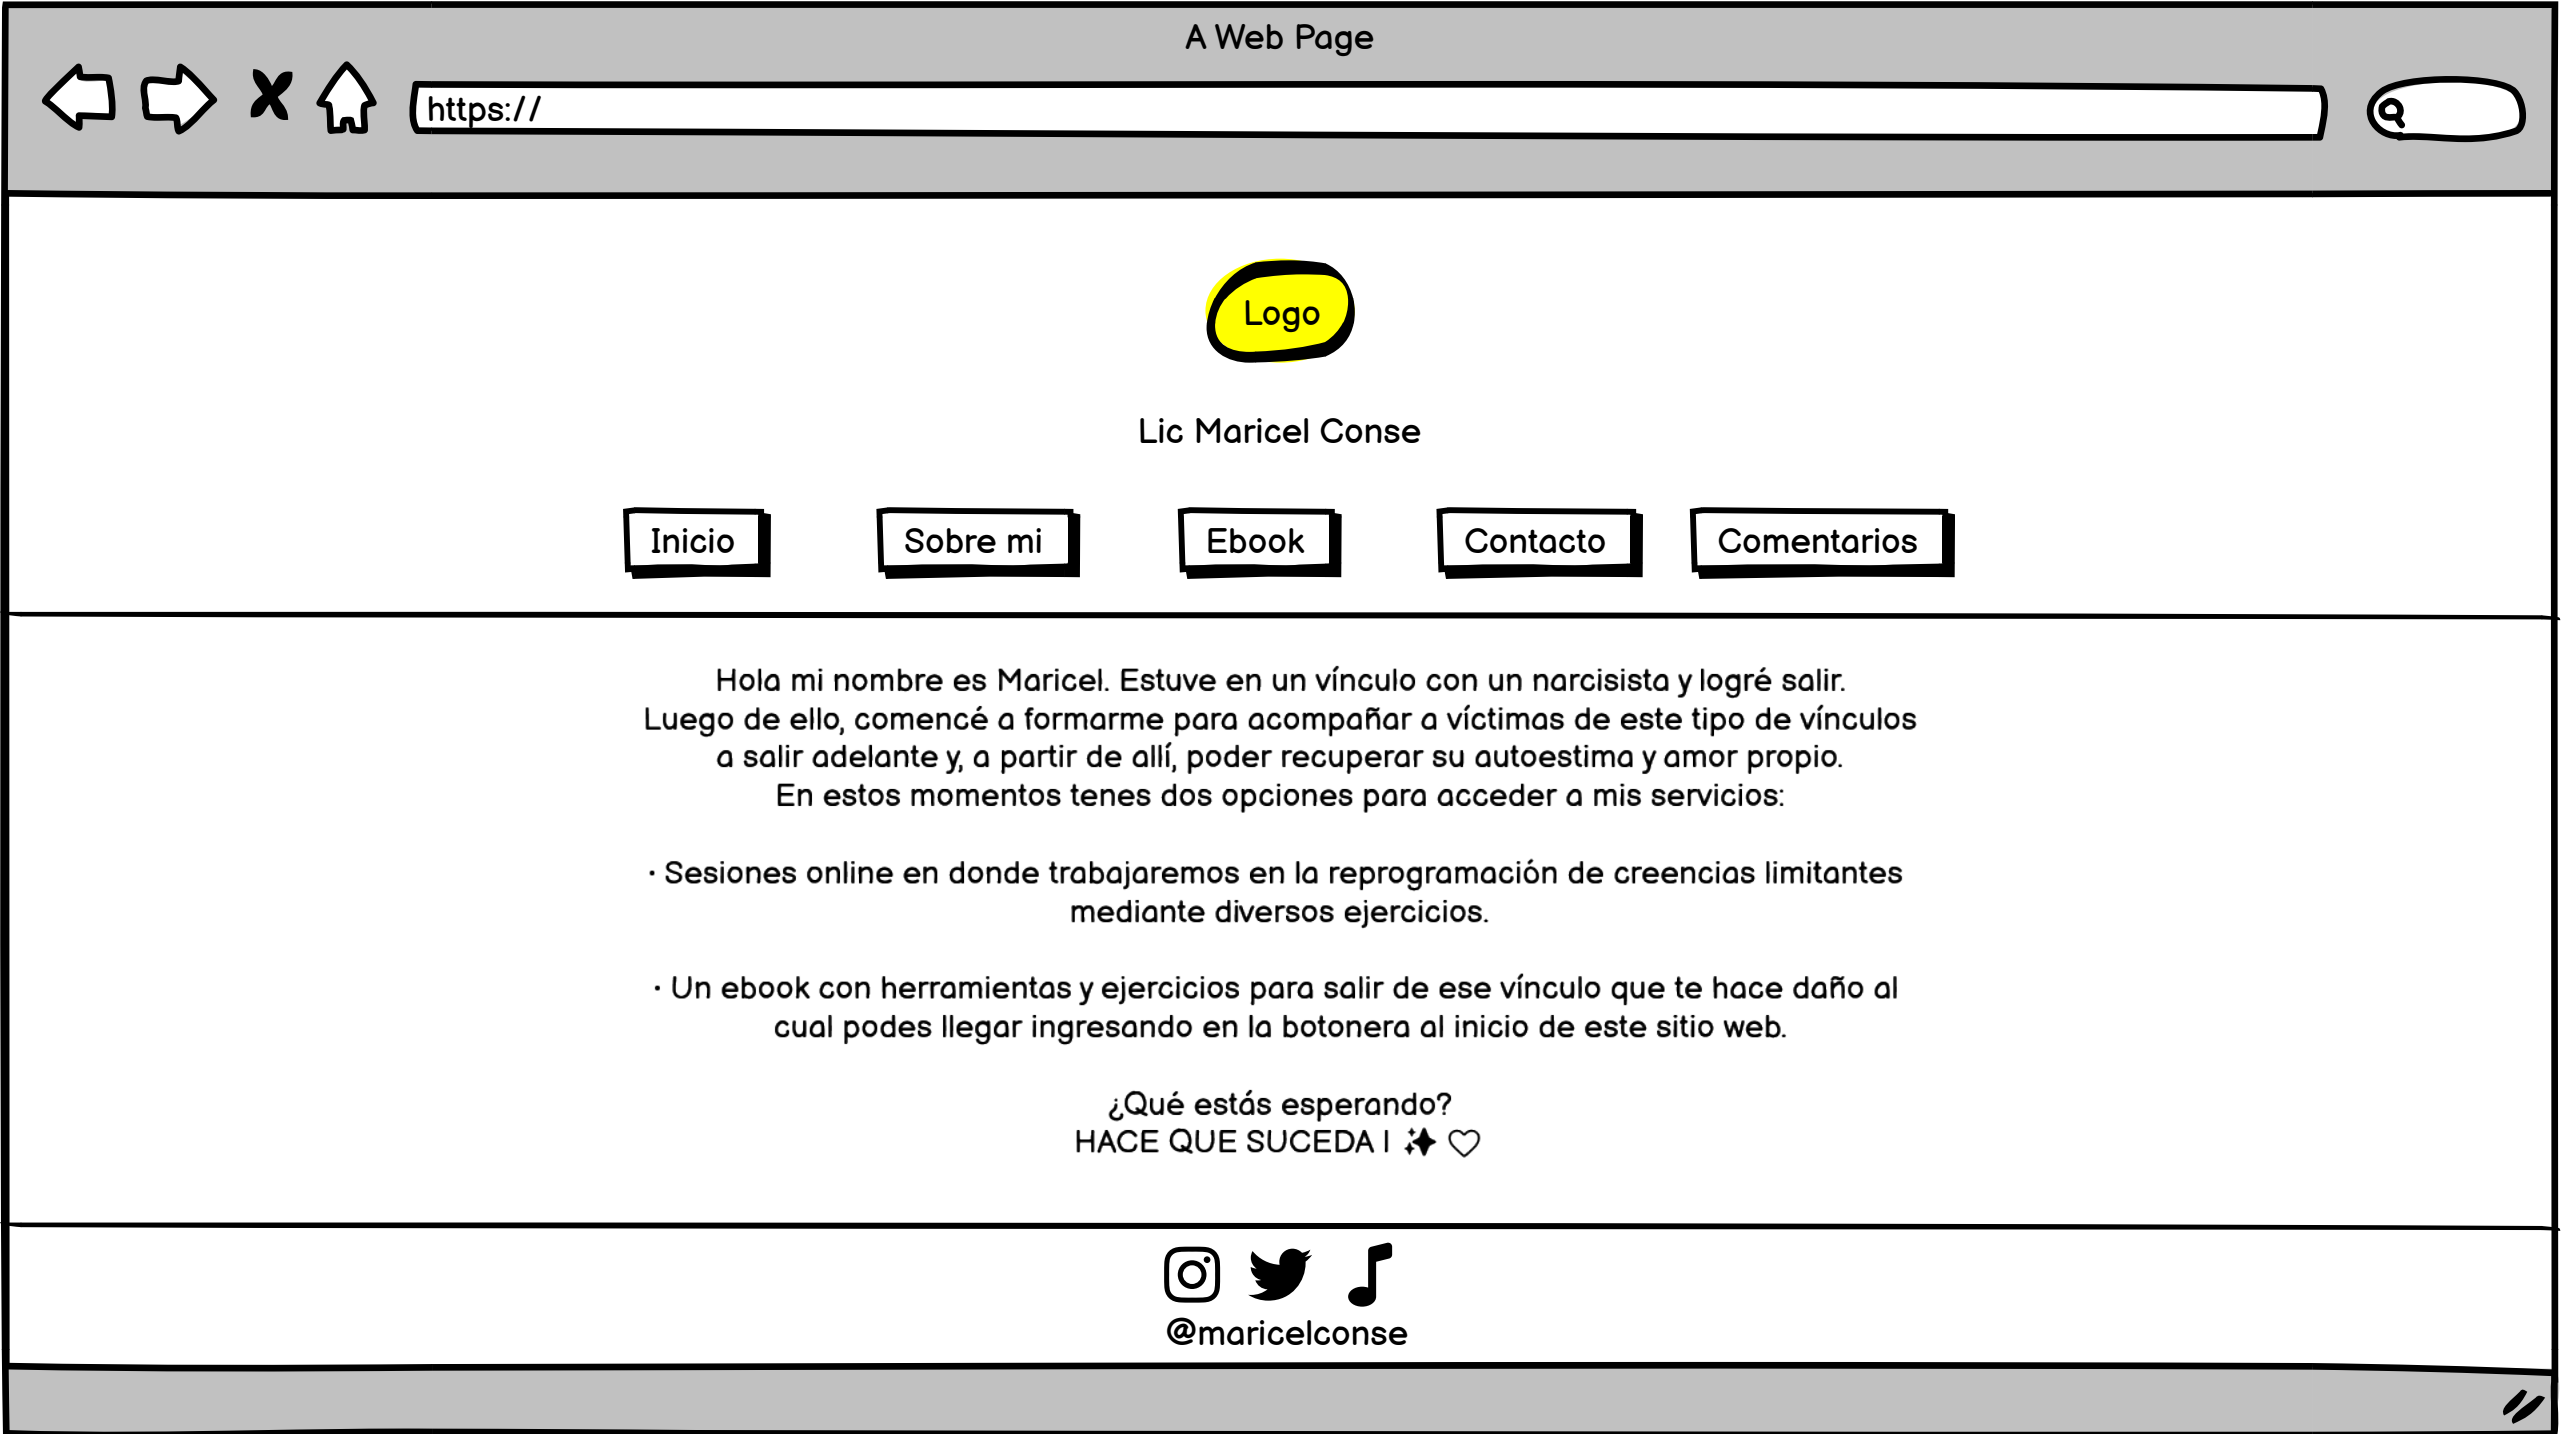 A Web Page
https://
Logo
Lic Maricel Conse
Inicio
Sobre mi
Ebook
Contacto
Comentarios
Hola mi nombre es Maricel. Estuve en un vínculo con un narcisista y logré salir.
Luego de ello, comencé a formarme para acompañar a víctimas de este tipo de vínculos
a salir adelante y, a partir de allí, poder recuperar su autoestima y amor propio.
En estos momentos tenes dos opciones para acceder a mis servicios:
· Sesiones online en donde trabajaremos en la reprogramación de creencias limitantes
mediante diversos ejercicios.
· Un ebook con herramientas y ejercicios para salir de ese vínculo que te hace daño al
cual podes llegar ingresando en la botonera al inicio de este sitio web.
¿Qué estás esperando?
HACE QUE SUCEDA I ✨ ♡
@maricelconse